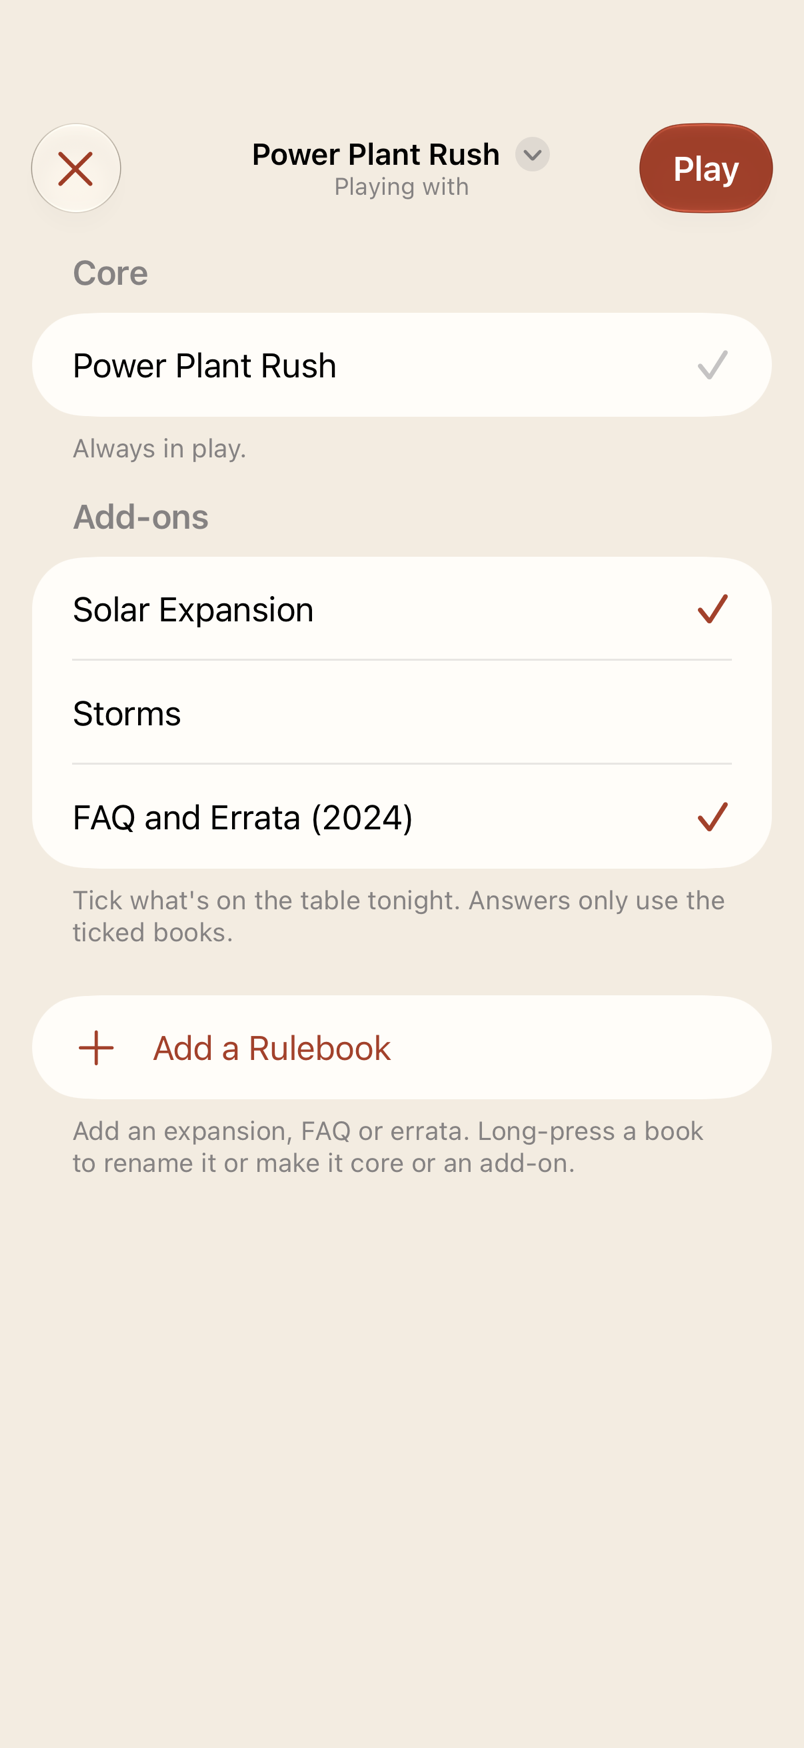 Power Plant Rush
Playing with
Play
Core
Power Plant Rush
Always in play.
Add-ons
Solar Expansion
Storms
FAQ and Errata (2024)
Tick what's on the table tonight. Answers only use the
ticked books.
Add a Rulebook
Add an expansion, FAQ or errata. Long-press a book
to rename it or make it core or an add-on.